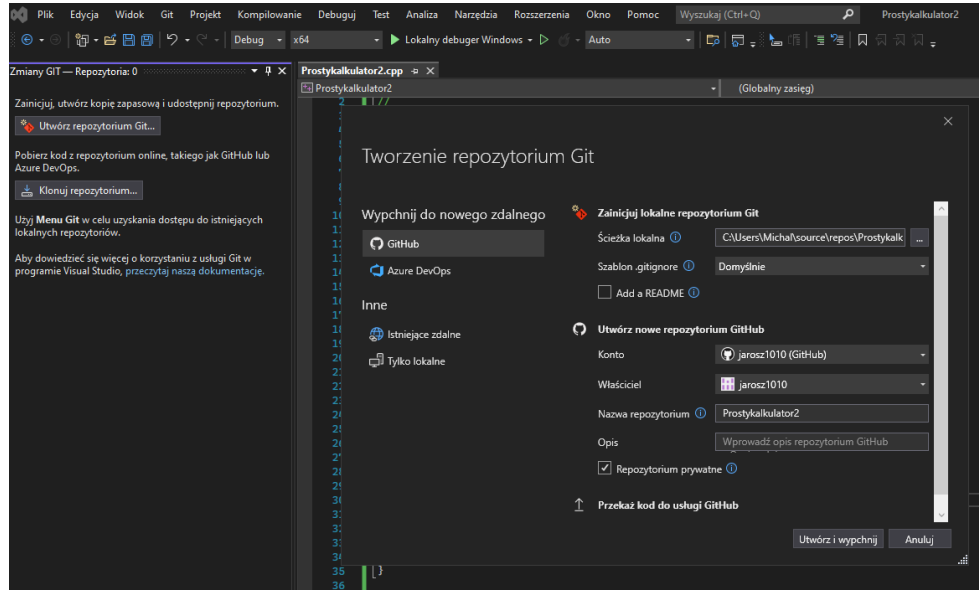 Plik Edycja Widok Git Projekt Kompilowanie Debuguj Test Analiza Narzędzia Rozszerzenia Okno Pomoc Wyszukaj (Ctrl+Q) Prostykalkulator2
Debug x64 Lokalny debuger Windows Auto
Zmiany GIT — Repozytoria: 0
Zainicjuj, utwórz kopię zapasową i udostępnij repozytorium.
Utwórz repozytorium Git...
Pobierz kod z repozytorium online, takiego jak GitHub lub
Azure DevOps.
Klonuj repozytorium...
Użyj Menu Git w celu uzyskania dostępu do istniejących
lokalnych repozytoriów.
Aby dowiedzieć się więcej o korzystaniu z usługi Git w
programie Visual Studio, przeczytaj naszą dokumentację.
Prostykalkulator2.cpp
Prostykalkulator2 (Globalny zasięg)
2 //
Tworzenie repozytorium Git
Wypchnij do nowego zdalnego
GitHub
Azure DevOps
Inne
Istniejące zdalne
Tylko lokalne
Zainicjuj lokalne repozytorium Git
Ścieżka lokalna C:\Users\Michal\source\repos\Prostykalk ...
Szablon .gitignore Domyślnie
Add a README
Utwórz nowe repozytorium GitHub
Konto jarosz1010 (GitHub)
Właściciel jarosz1010
Nazwa repozytorium Prostykalkulator2
Opis Wprowadź opis repozytorium GitHub
Repozytorium prywatne
Przekaż kod do usługi GitHub
Utwórz i wypchnij Anuluj
35 }
36